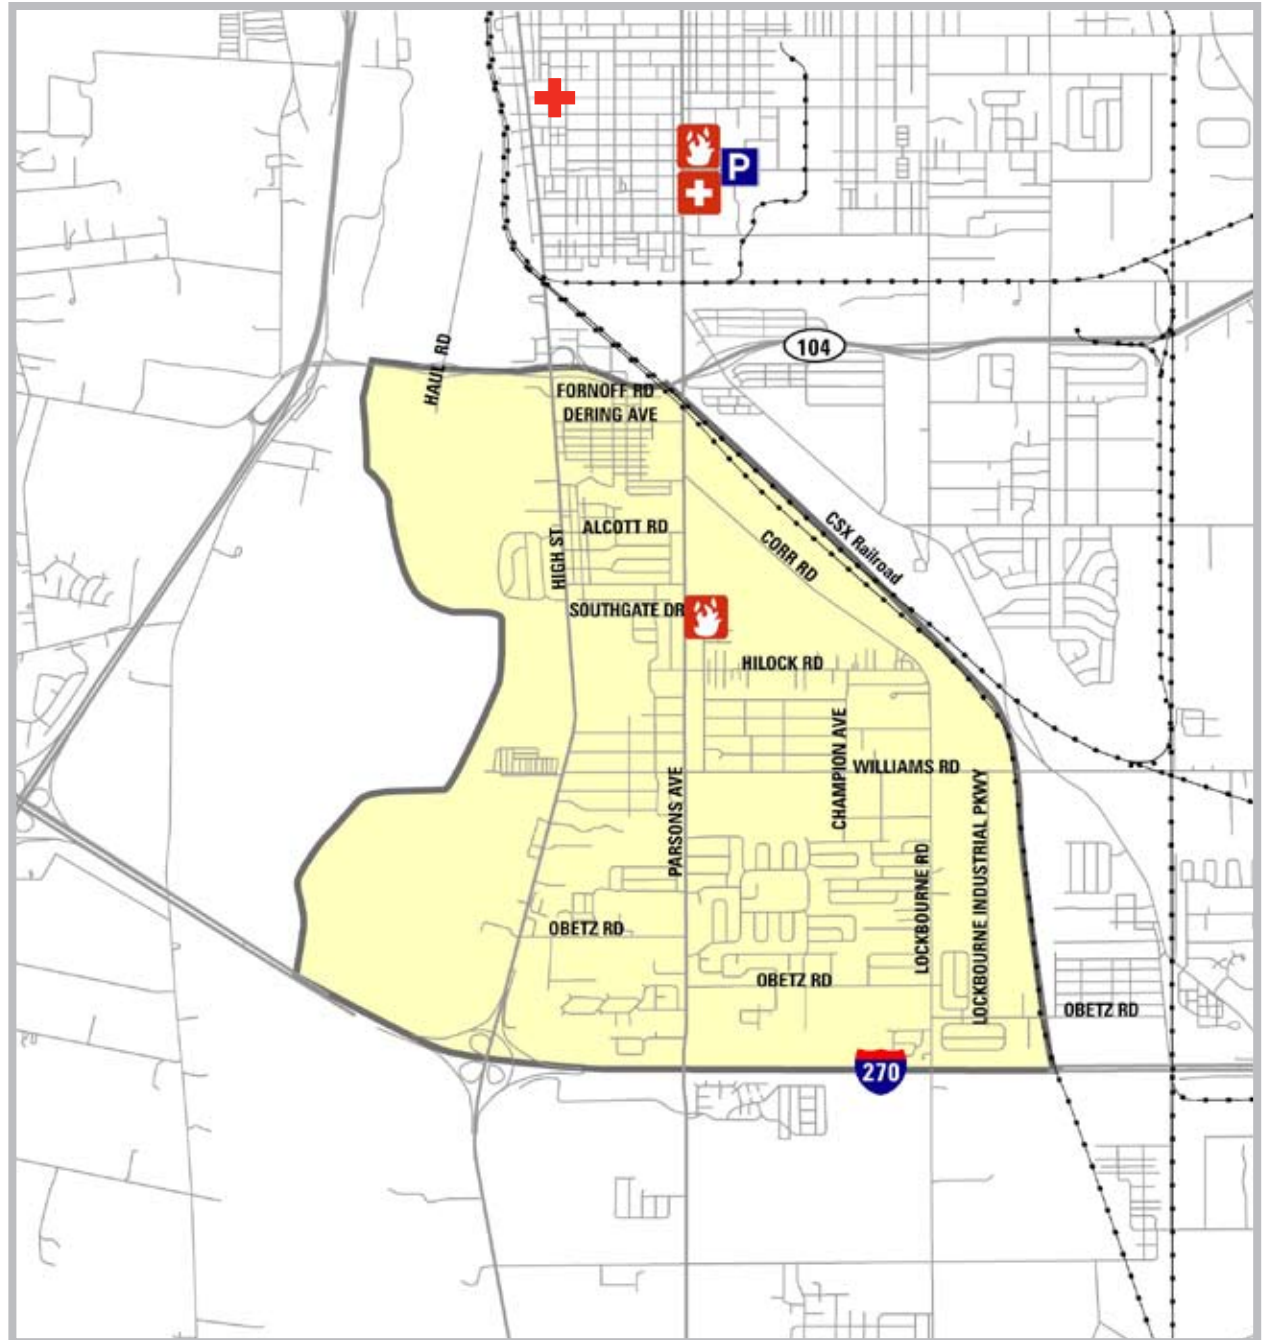 P
104
HAUL RD
FORNOFF RD
DERING AVE
ALCOTT RD
HIGH ST
CORR RD
CSX Railroad
SOUTHGATE DR
HILOCK RD
CHAMPION AVE
WILLIAMS RD
PARSONS AVE
LOCKBOURNE RD
LOCKBOURNE INDUSTRIAL PKWY
OBETZ RD
OBETZ RD
OBETZ RD
270